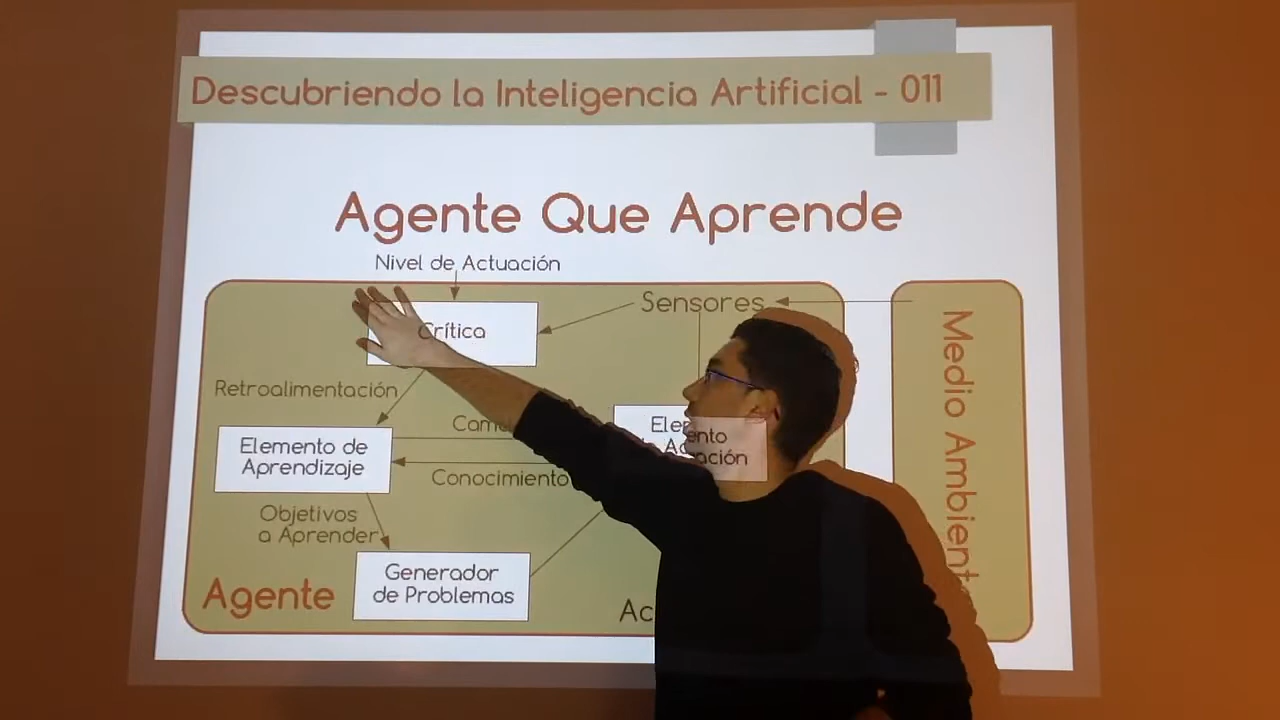 Descubriendo la Inteligencia Artificial - 011
Agente Que Aprende
Nivel de Actuación
Sensores
Crítica
Retroalimentación
Elemento de
Aprendizaje
Conocimiento
Objetivos
a Aprender
Generador
de Problemas
Agente
Medio